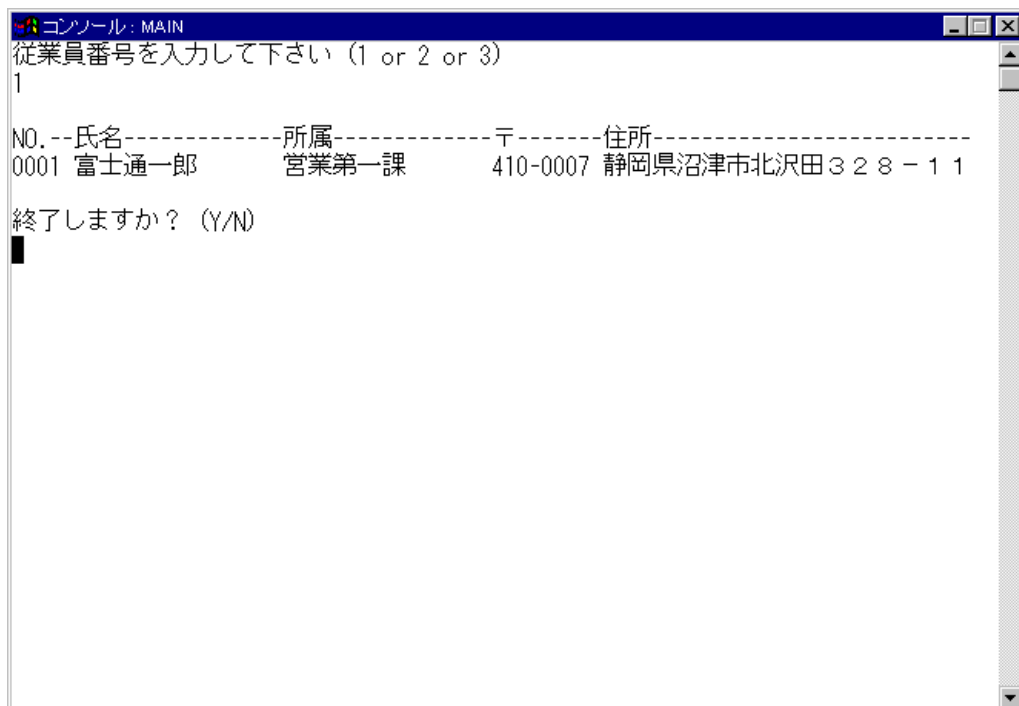 コンソール : MAIN
従業員番号を入力して下さい (1 or 2 or 3)
1
NO.--氏名-------------所属-------------〒-------住所--------------------------
0001 富士通一郎       営業第一課       410-0007 静岡県沼津市北沢田３２８－１１
終了しますか？ (Y/N)